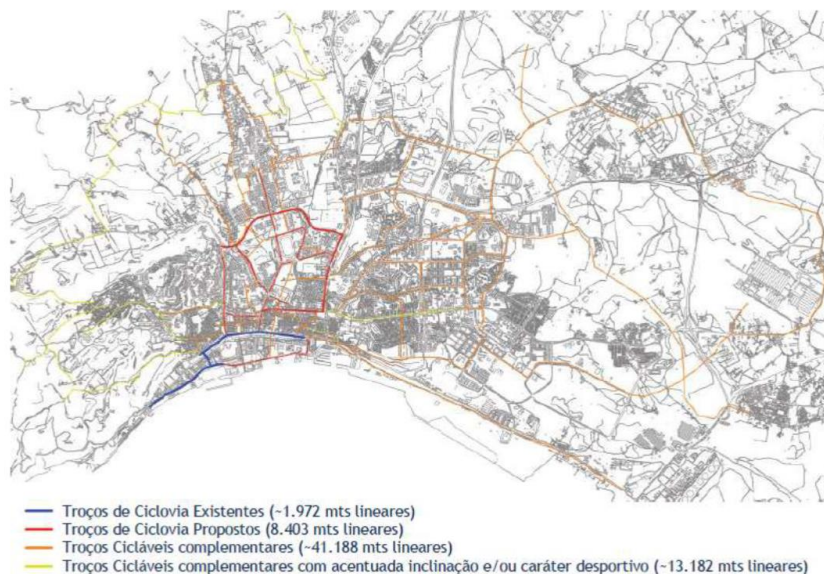 Troços de Ciclovia Existentes (~1.972 mts lineares)
Troços de Ciclovia Propostos (8.403 mts lineares)
Troços Cicláveis complementares (~41.188 mts lineares)
Troços Cicláveis complementares com acentuada inclinação e/ou caráter desportivo (~13.182 mts lineares)